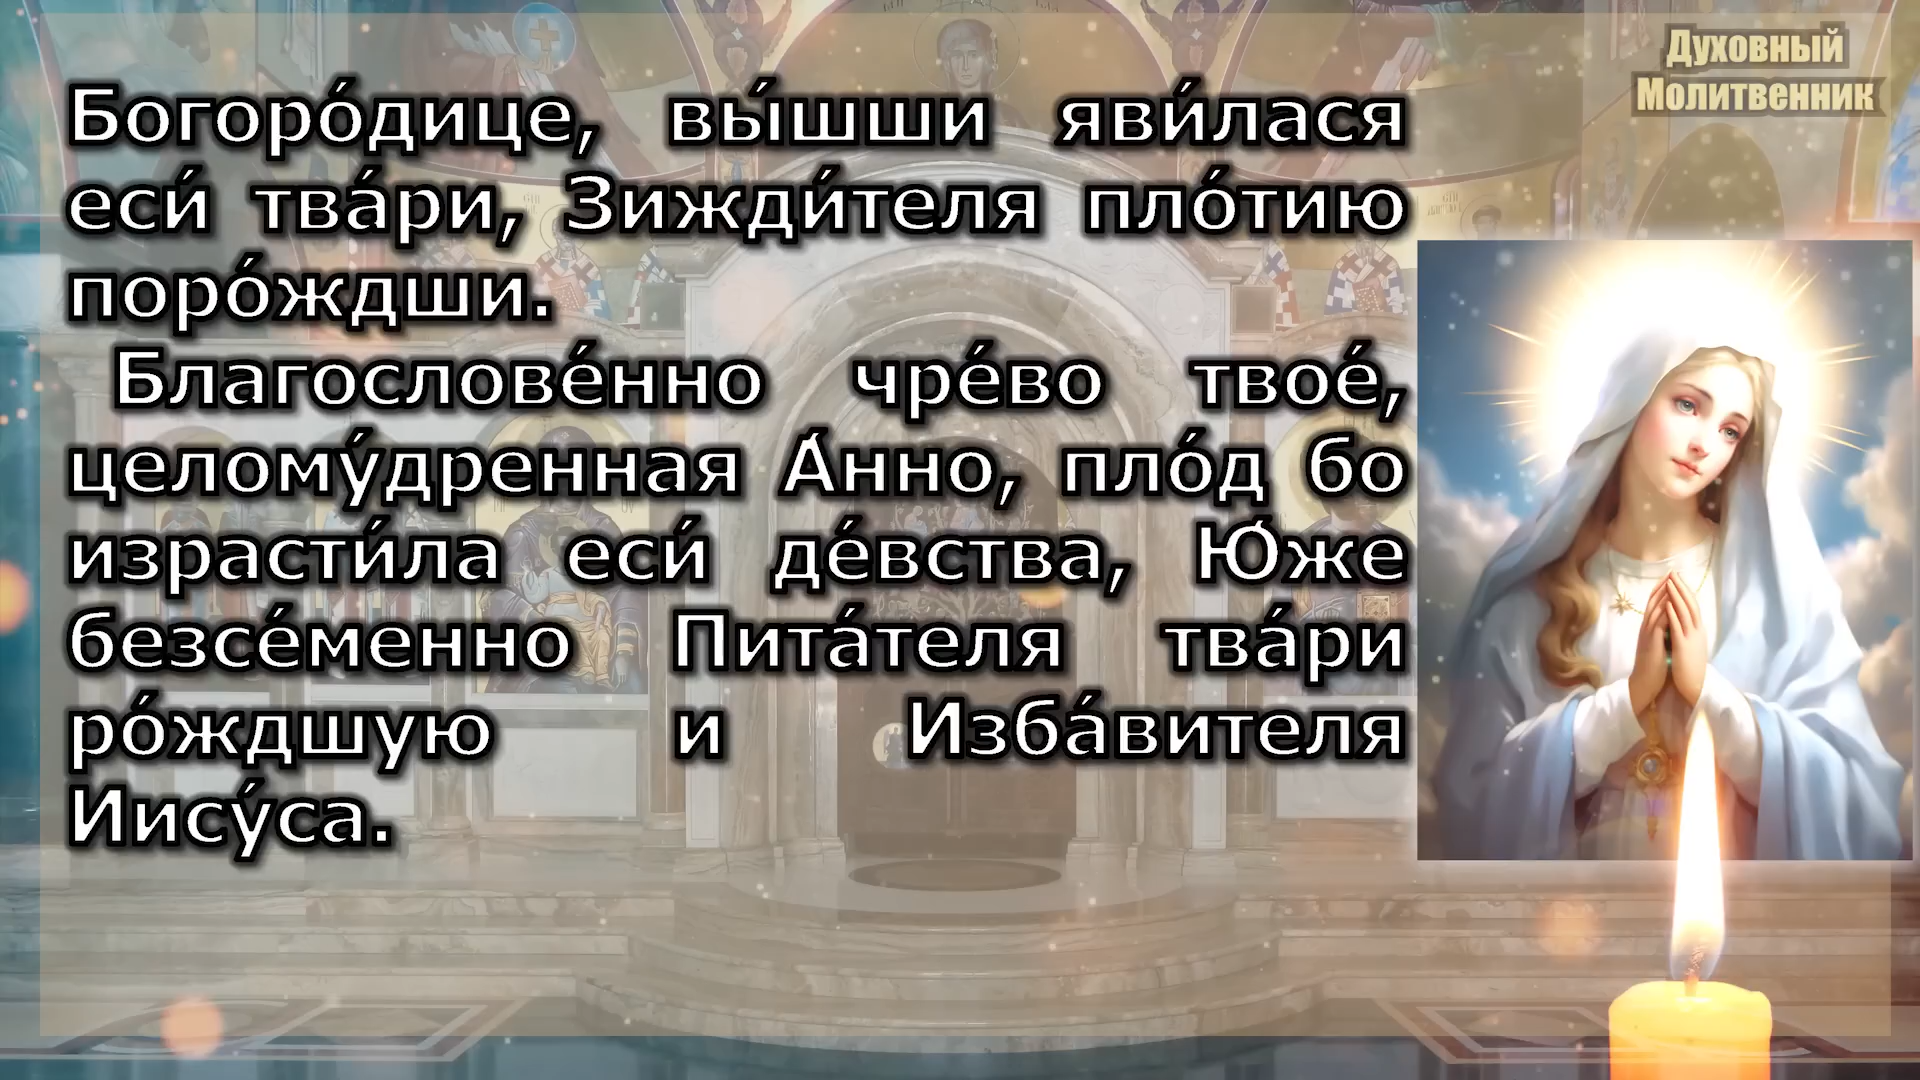 Духовный
Молитвенник
Богоро́дице, вы́шши яви́лася
еси́ тва́ри, Зижди́теля пло́тию
поро́ждши.
Благослове́нно чре́во твое́,
целому́дренная А́нно, пло́д бо
израсти́ла еси́ де́вства, Ю́же
безсе́менно Пита́теля тва́ри
ро́ждшую и Изба́вителя
Иису́са.